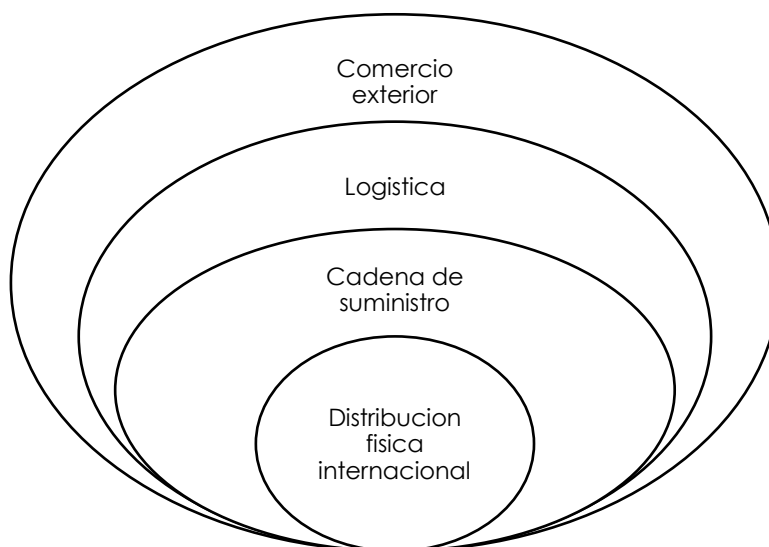 Comercio
exterior
Logistica
Cadena de
suministro
Distribucion
fisica
internacional